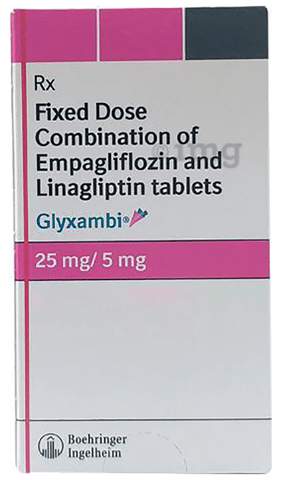 Rx
Fixed Dose
Combination of
Empagliflozin and
Linagliptin tablets
Glyxambi®
25 mg/ 5 mg
Boehringer
Ingelheim